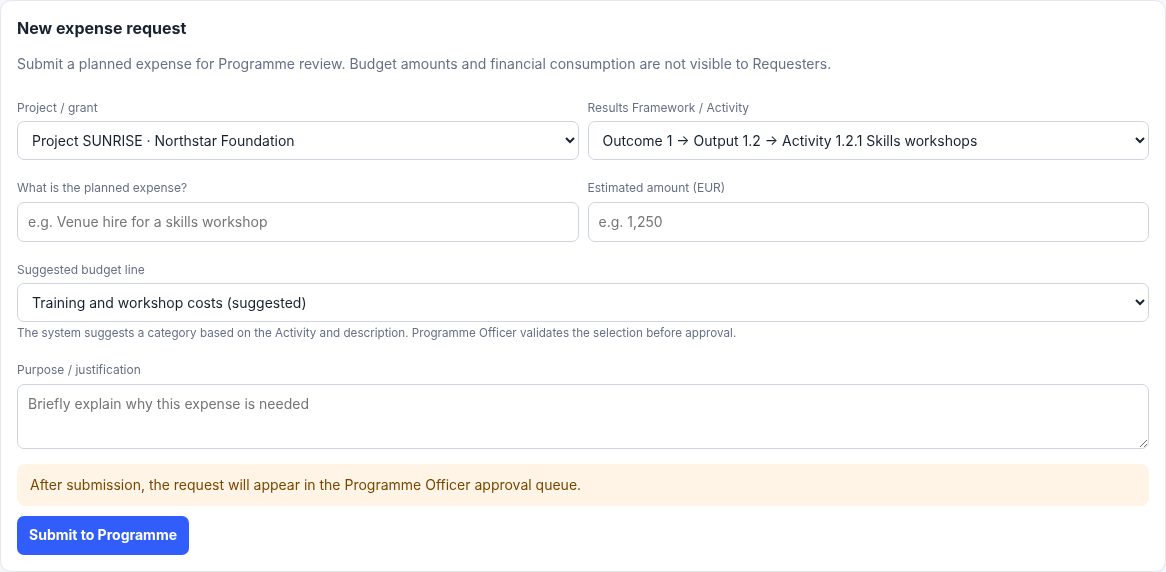 New expense request
Submit a planned expense for Programme review. Budget amounts and financial consumption are not visible to Requesters.
Project / grant
Results Framework / Activity
Project SUNRISE · Northstar Foundation
Outcome 1 → Output 1.2 → Activity 1.2.1 Skills workshops
What is the planned expense?
Estimated amount (EUR)
e.g. Venue hire for a skills workshop
e.g. 1,250
Suggested budget line
Training and workshop costs (suggested)
The system suggests a category based on the Activity and description. Programme Officer validates the selection before approval.
Purpose / justification
Briefly explain why this expense is needed
After submission, the request will appear in the Programme Officer approval queue.
Submit to Programme